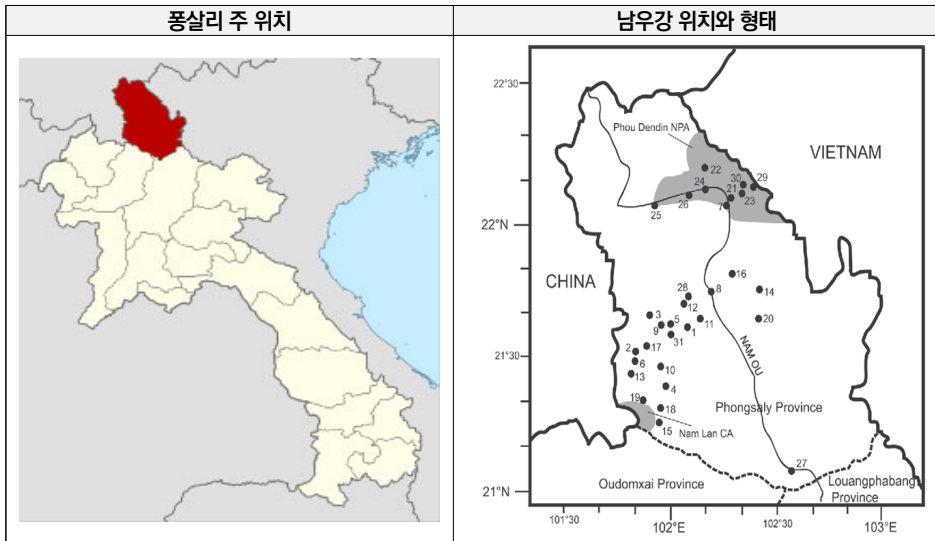 퐁살리 주 위치
남우강 위치와 형태
22°30
Phou Dendin NPA
VIETNAM
22
24
30
29
21
23
25
26
7
22°N
CHINA
16
28
8
14
12
3
5
11
20
9
1
31
2
17
21°30
6
10
NAM OU
13
4
19
18
Phongsaly Province
15
Nam Lan CA
27
Oudomxai Province
Louangphabang
Province
21°N
101°30
102°E
102°30
103°E